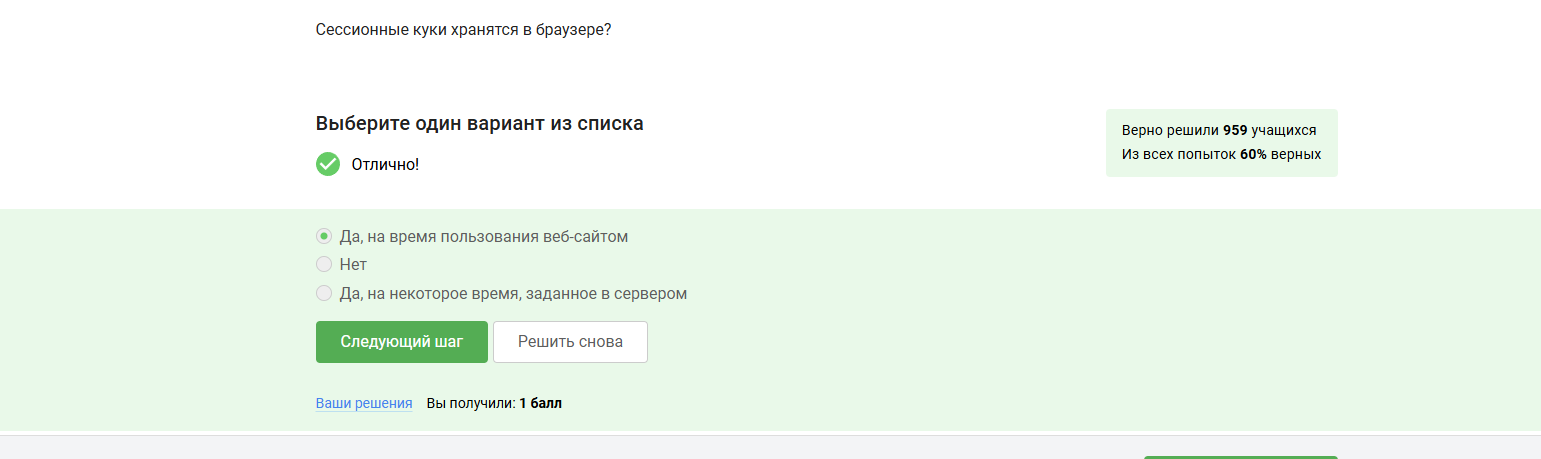 Сессионные куки хранятся в браузере?
Выберите один вариант из списка
Отлично!
Верно решили 959 учащихся
Из всех попыток 60% верных
Да, на время пользования веб-сайтом
Нет
Да, на некоторое время, заданное в сервером
Следующий шаг
Решить снова
Ваши решения Вы получили: 1 балл